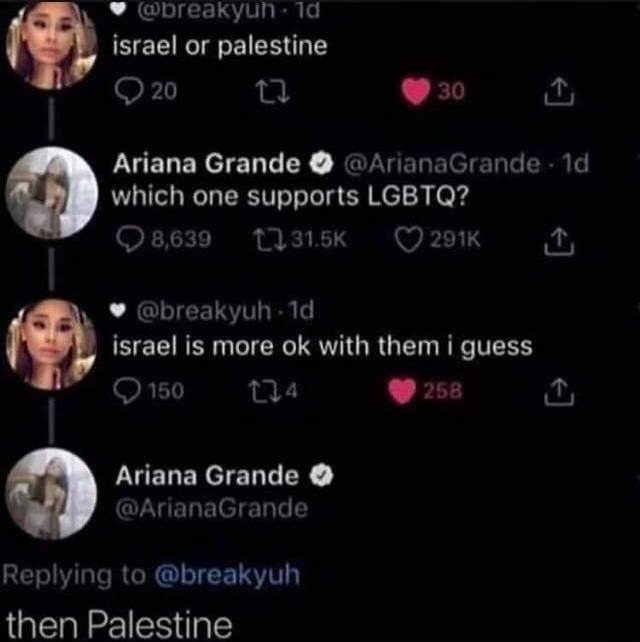 @breakyuh · 1d
israel or palestine
20 30
Ariana Grande @ArianaGrande · 1d
which one supports LGBTQ?
8,639 31.5K 291K
@breakyuh · 1d
israel is more ok with them i guess
150 4 258
Ariana Grande
@ArianaGrande
Replying to @breakyuh
then Palestine